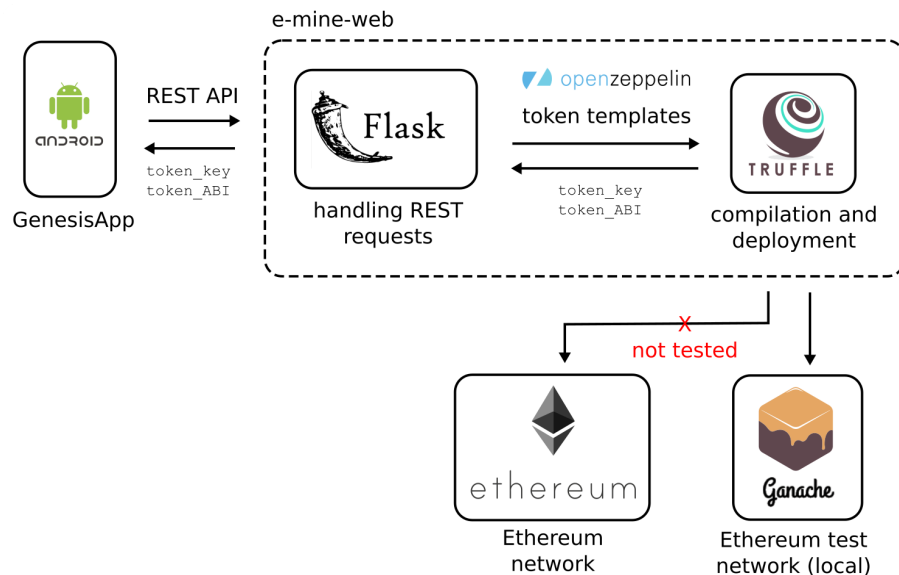 e-mine-web
ANDROID
GenesisApp
REST API
token_key
token_ABI
Flask
handling REST
requests
openzeppelin
token templates
token_key
token_ABI
TRUFFLE
compilation and
deployment
X
not tested
ethereum
Ethereum
network
Ganache
Ethereum test
network (local)